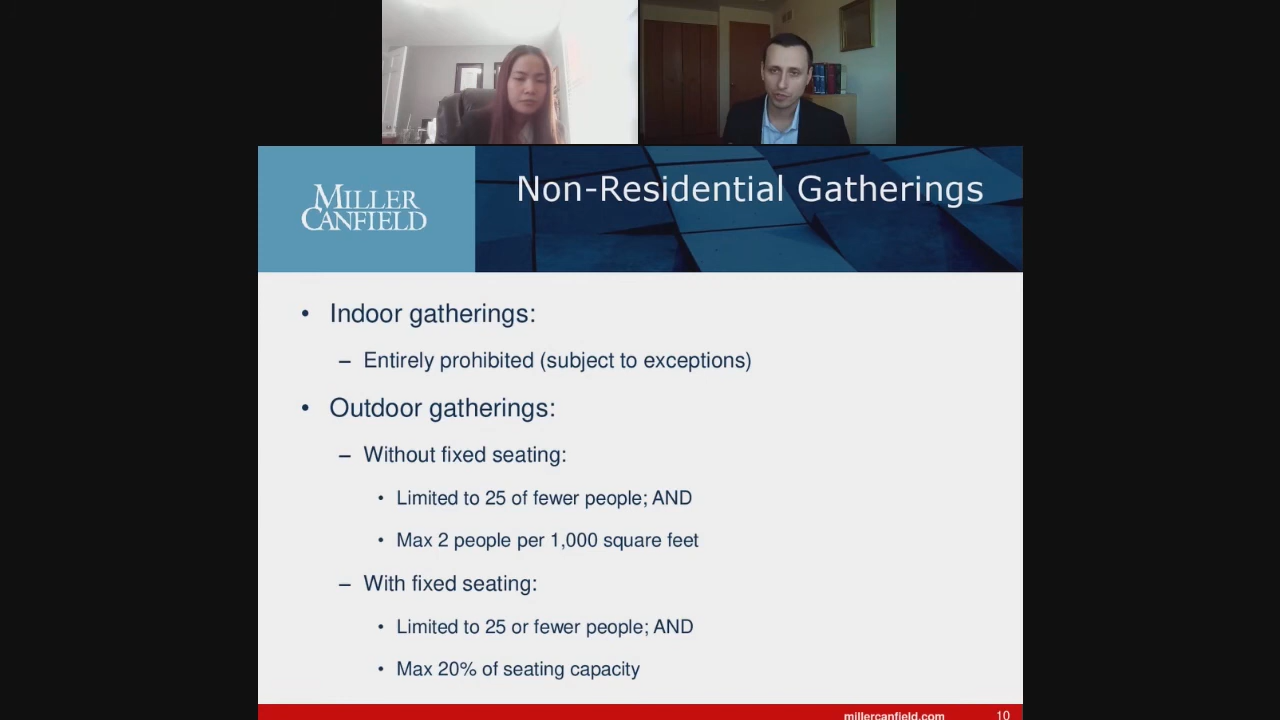 MILLER
CANFIELD
Non-Residential Gatherings
• Indoor gatherings:
– Entirely prohibited (subject to exceptions)
• Outdoor gatherings:
– Without fixed seating:
• Limited to 25 of fewer people; AND
• Max 2 people per 1,000 square feet
– With fixed seating:
• Limited to 25 or fewer people; AND
• Max 20% of seating capacity
millercanfield.com 10